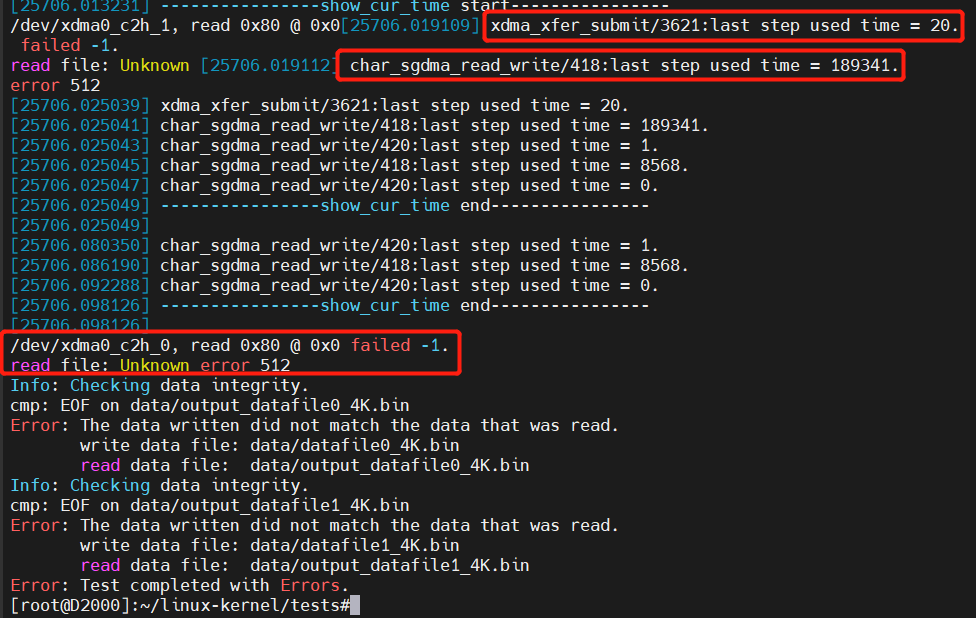 [25706.013231] ----------------show_cur_time start----------------
/dev/xdma0_c2h_1, read 0x80 @ 0x0[25706.019109] xdma_xfer_submit/3621:last step used time = 20.
 failed -1.
read file: Unknown [25706.019112] char_sgdma_read_write/418:last step used time = 189341.
error 512
[25706.025039] xdma_xfer_submit/3621:last step used time = 20.
[25706.025041] char_sgdma_read_write/418:last step used time = 189341.
[25706.025043] char_sgdma_read_write/420:last step used time = 1.
[25706.025045] char_sgdma_read_write/418:last step used time = 8568.
[25706.025047] char_sgdma_read_write/420:last step used time = 0.
[25706.025049] ----------------show_cur_time end----------------
[25706.025049]
[25706.080350] char_sgdma_read_write/420:last step used time = 1.
[25706.086190] char_sgdma_read_write/418:last step used time = 8568.
[25706.092288] char_sgdma_read_write/420:last step used time = 0.
[25706.098126] ----------------show_cur_time end----------------
[25706.098126]
/dev/xdma0_c2h_0, read 0x80 @ 0x0 failed -1.
read file: Unknown error 512
Info: Checking data integrity.
cmp: EOF on data/output_datafile0_4K.bin
Error: The data written did not match the data that was read.
       write data file: data/datafile0_4K.bin
       read data file:  data/output_datafile0_4K.bin
Info: Checking data integrity.
cmp: EOF on data/output_datafile1_4K.bin
Error: The data written did not match the data that was read.
       write data file: data/datafile1_4K.bin
       read data file:  data/output_datafile1_4K.bin
Error: Test completed with Errors.
[root@D2000]:~/linux-kernel/tests#